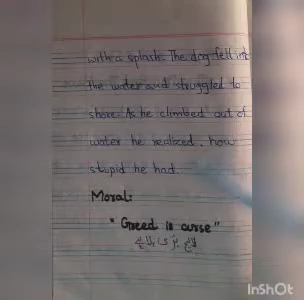 with a splash. The dog fell into
the water and struggled to
shore. As he climbed out of
water he realized. how
stupid he had.
Moral:
"Greed is curse"
لالچ بری بلا ہے
InShOt